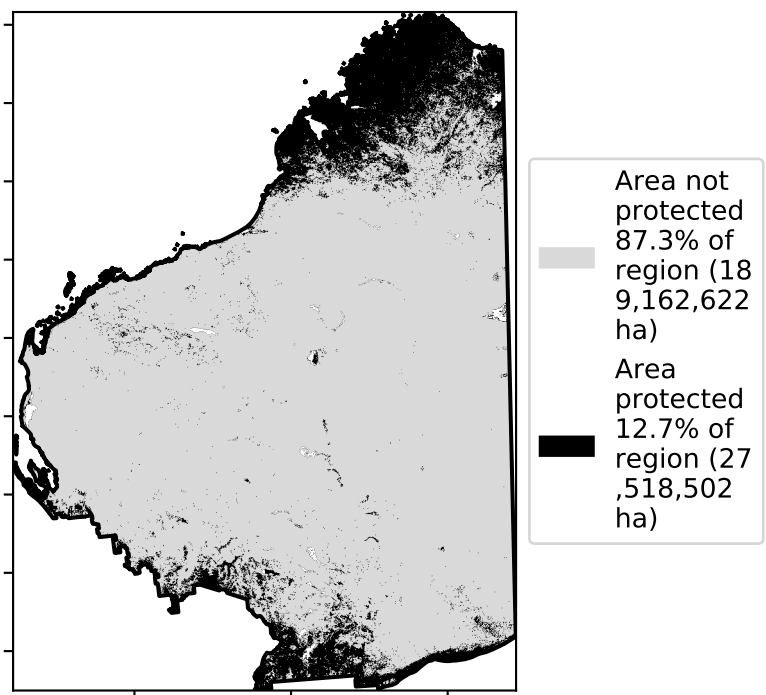 Area not
protected
87.3% of
region (18
9,162,622
ha)
Area
protected
12.7% of
region (27
,518,502
ha)